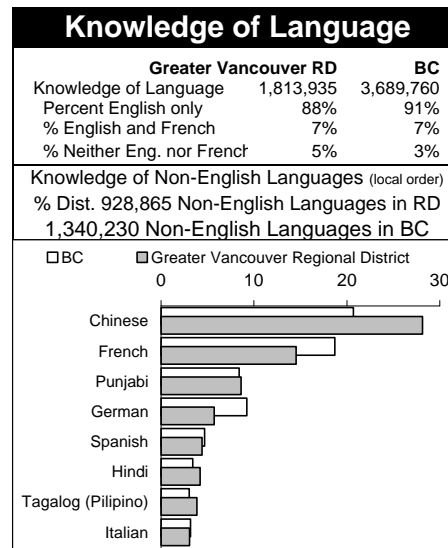 Knowledge of Language
Greater Vancouver RD BC
Knowledge of Language 1,813,935 3,689,760
Percent English only 88% 91%
% English and French 7% 7%
% Neither Eng. nor French 5% 3%
Knowledge of Non-English Languages (local order)
% Dist. 928,865 Non-English Languages in RD
1,340,230 Non-English Languages in BC
BC Greater Vancouver Regional District
0 10 20 30
Chinese
French
Punjabi
German
Spanish
Hindi
Tagalog (Pilipino)
Italian